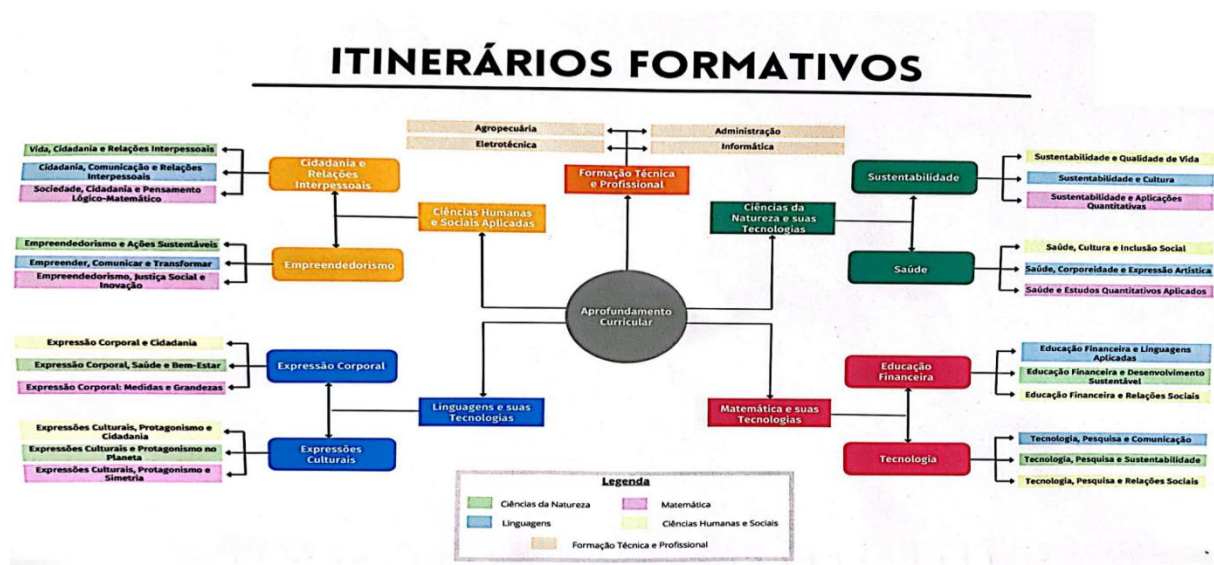 ITINERÁRIOS FORMATIVOS
Agropecuária
Administração
Eletrotécnica
Informática
Formação Técnica
e Profissional
Vida, Cidadania e Relações Interpessoais
Cidadania, Comunicação e Relações
Interpessoais
Sociedade, Cidadania e Pensamento
Lógico-Matemático
Cidadania e
Relações
Interpessoais
Ciências Humanas
e Sociais Aplicadas
Empreendedorismo e Ações Sustentáveis
Empreender, Comunicar e Transformar
Empreendedorismo, Justiça Social e
Inovação
Empreendedorismo
Ciências da
Natureza e suas
Tecnologias
Sustentabilidade
Sustentabilidade e Qualidade de Vida
Sustentabilidade e Cultura
Sustentabilidade e Aplicações
Quantitativas
Saúde
Saúde, Cultura e Inclusão Social
Saúde, Corporeidade e Expressão Artística
Saúde e Estudos Quantitativos Aplicados
Aprofundamento
Curricular
Expressão Corporal e Cidadania
Expressão Corporal, Saúde e Bem-Estar
Expressão Corporal: Medidas e Grandezas
Expressão Corporal
Linguagens e suas
Tecnologias
Expressões Culturais, Protagonismo e
Cidadania
Expressões Culturais e Protagonismo no
Planeta
Expressões Culturais, Protagonismo e
Simetria
Expressões
Culturais
Matemática e suas
Tecnologias
Educação
Financeira
Educação Financeira e Linguagens
Aplicadas
Educação Financeira e Desenvolvimento
Sustentável
Educação Financeira e Relações Sociais
Tecnologia
Tecnologia, Pesquisa e Comunicação
Tecnologia, Pesquisa e Sustentabilidade
Tecnologia, Pesquisa e Relações Sociais
Legenda
Ciências da Natureza
Matemática
Linguagens
Ciências Humanas e Sociais
Formação Técnica e Profissional